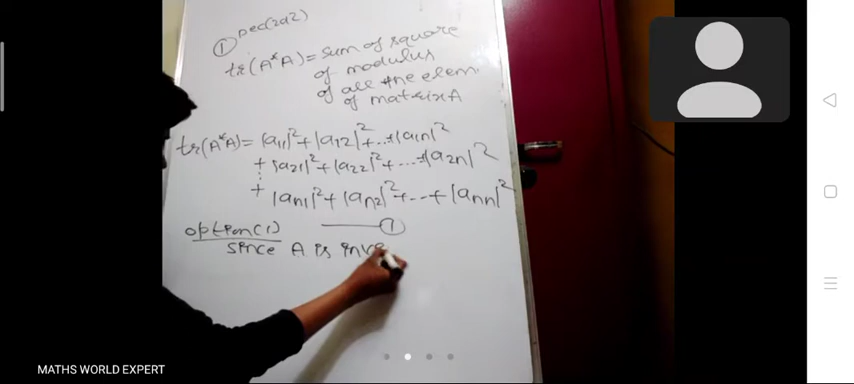 ① Dec(2022)
tr(A*A) = sum of square
of modulus
of all the elem
of matrix A
tr(A*A) = |a11|² + |a12|² + ... + |a1n|²
+ |a21|² + |a22|² + ... + |a2n|²
⋮
+ |an1|² + |an2|² + ... + |ann|²
①
option(1)
since A is inve
MATHS WORLD EXPERT